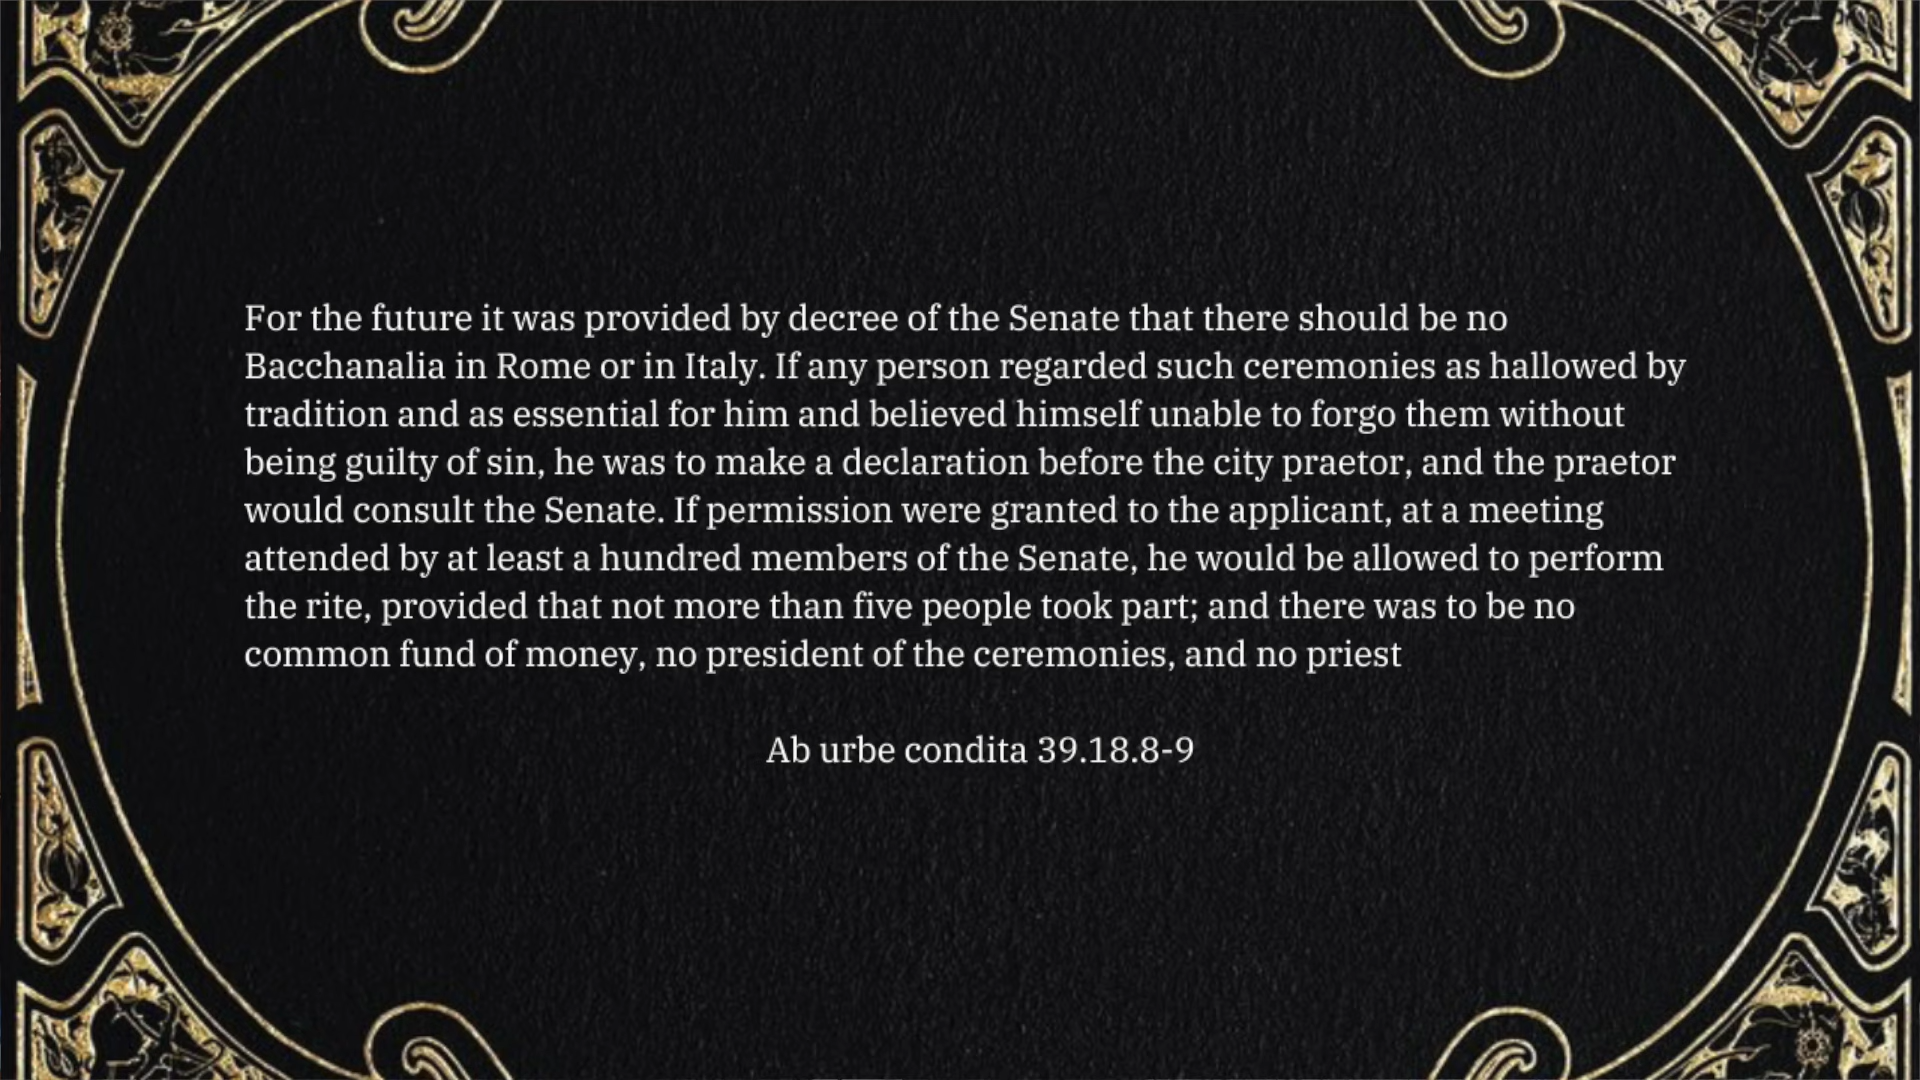 For the future it was provided by decree of the Senate that there should be no
Bacchanalia in Rome or in Italy. If any person regarded such ceremonies as hallowed by
tradition and as essential for him and believed himself unable to forgo them without
being guilty of sin, he was to make a declaration before the city praetor, and the praetor
would consult the Senate. If permission were granted to the applicant, at a meeting
attended by at least a hundred members of the Senate, he would be allowed to perform
the rite, provided that not more than five people took part; and there was to be no
common fund of money, no president of the ceremonies, and no priest
Ab urbe condita 39.18.8-9